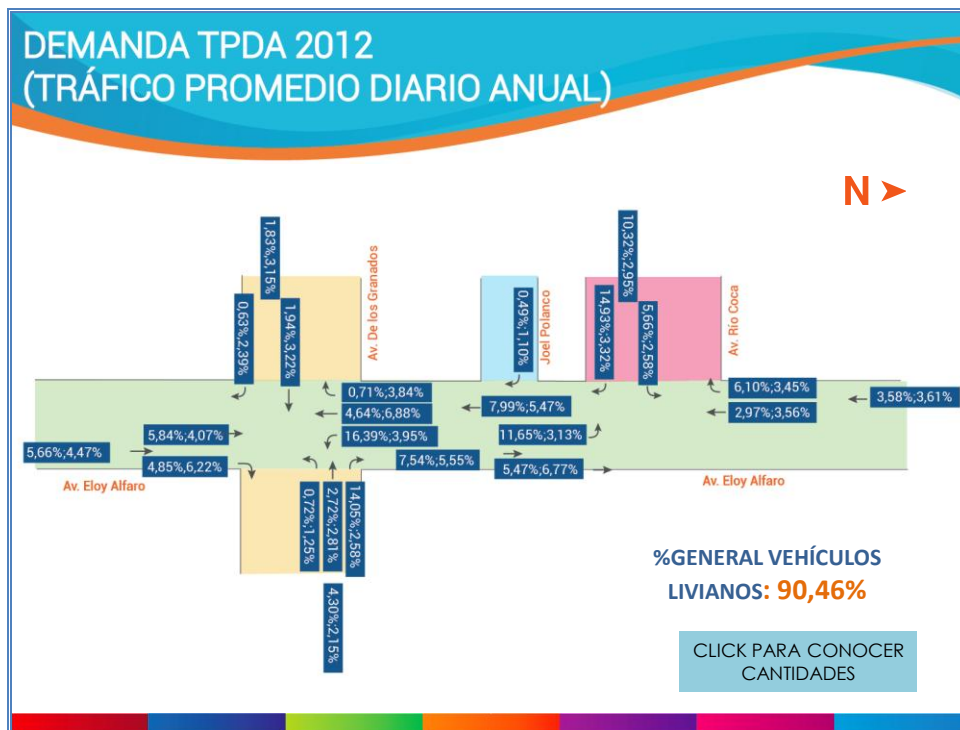 DEMANDA TPDA 2012
(TRÁFICO PROMEDIO DIARIO ANUAL)
N
1,83%;3,15%
0,63%;2,39%
1,94%;3,22%
Av. De los Granados
0,49%;1,10%
Joel Polanco
10,32%;2,95%
14,93%;3,32%
5,66%;2,58%
Av. Río Coca
0,71%;3,84%
4,64%;6,88%
16,39%;3,95%
7,99%;5,47%
11,65%;3,13%
6,10%;3,45%
2,97%;3,56%
3,58%;3,61%
5,84%;4,07%
5,66%;4,47%
4,85%;6,22%
7,54%;5,55%
5,47%;6,77%
Av. Eloy Alfaro
Av. Eloy Alfaro
0,72%;1,25%
2,72%;2,81%
14,05%;2,58%
4,30%;2,15%
%GENERAL VEHÍCULOS
LIVIANOS: 90,46%
CLICK PARA CONOCER
CANTIDADES